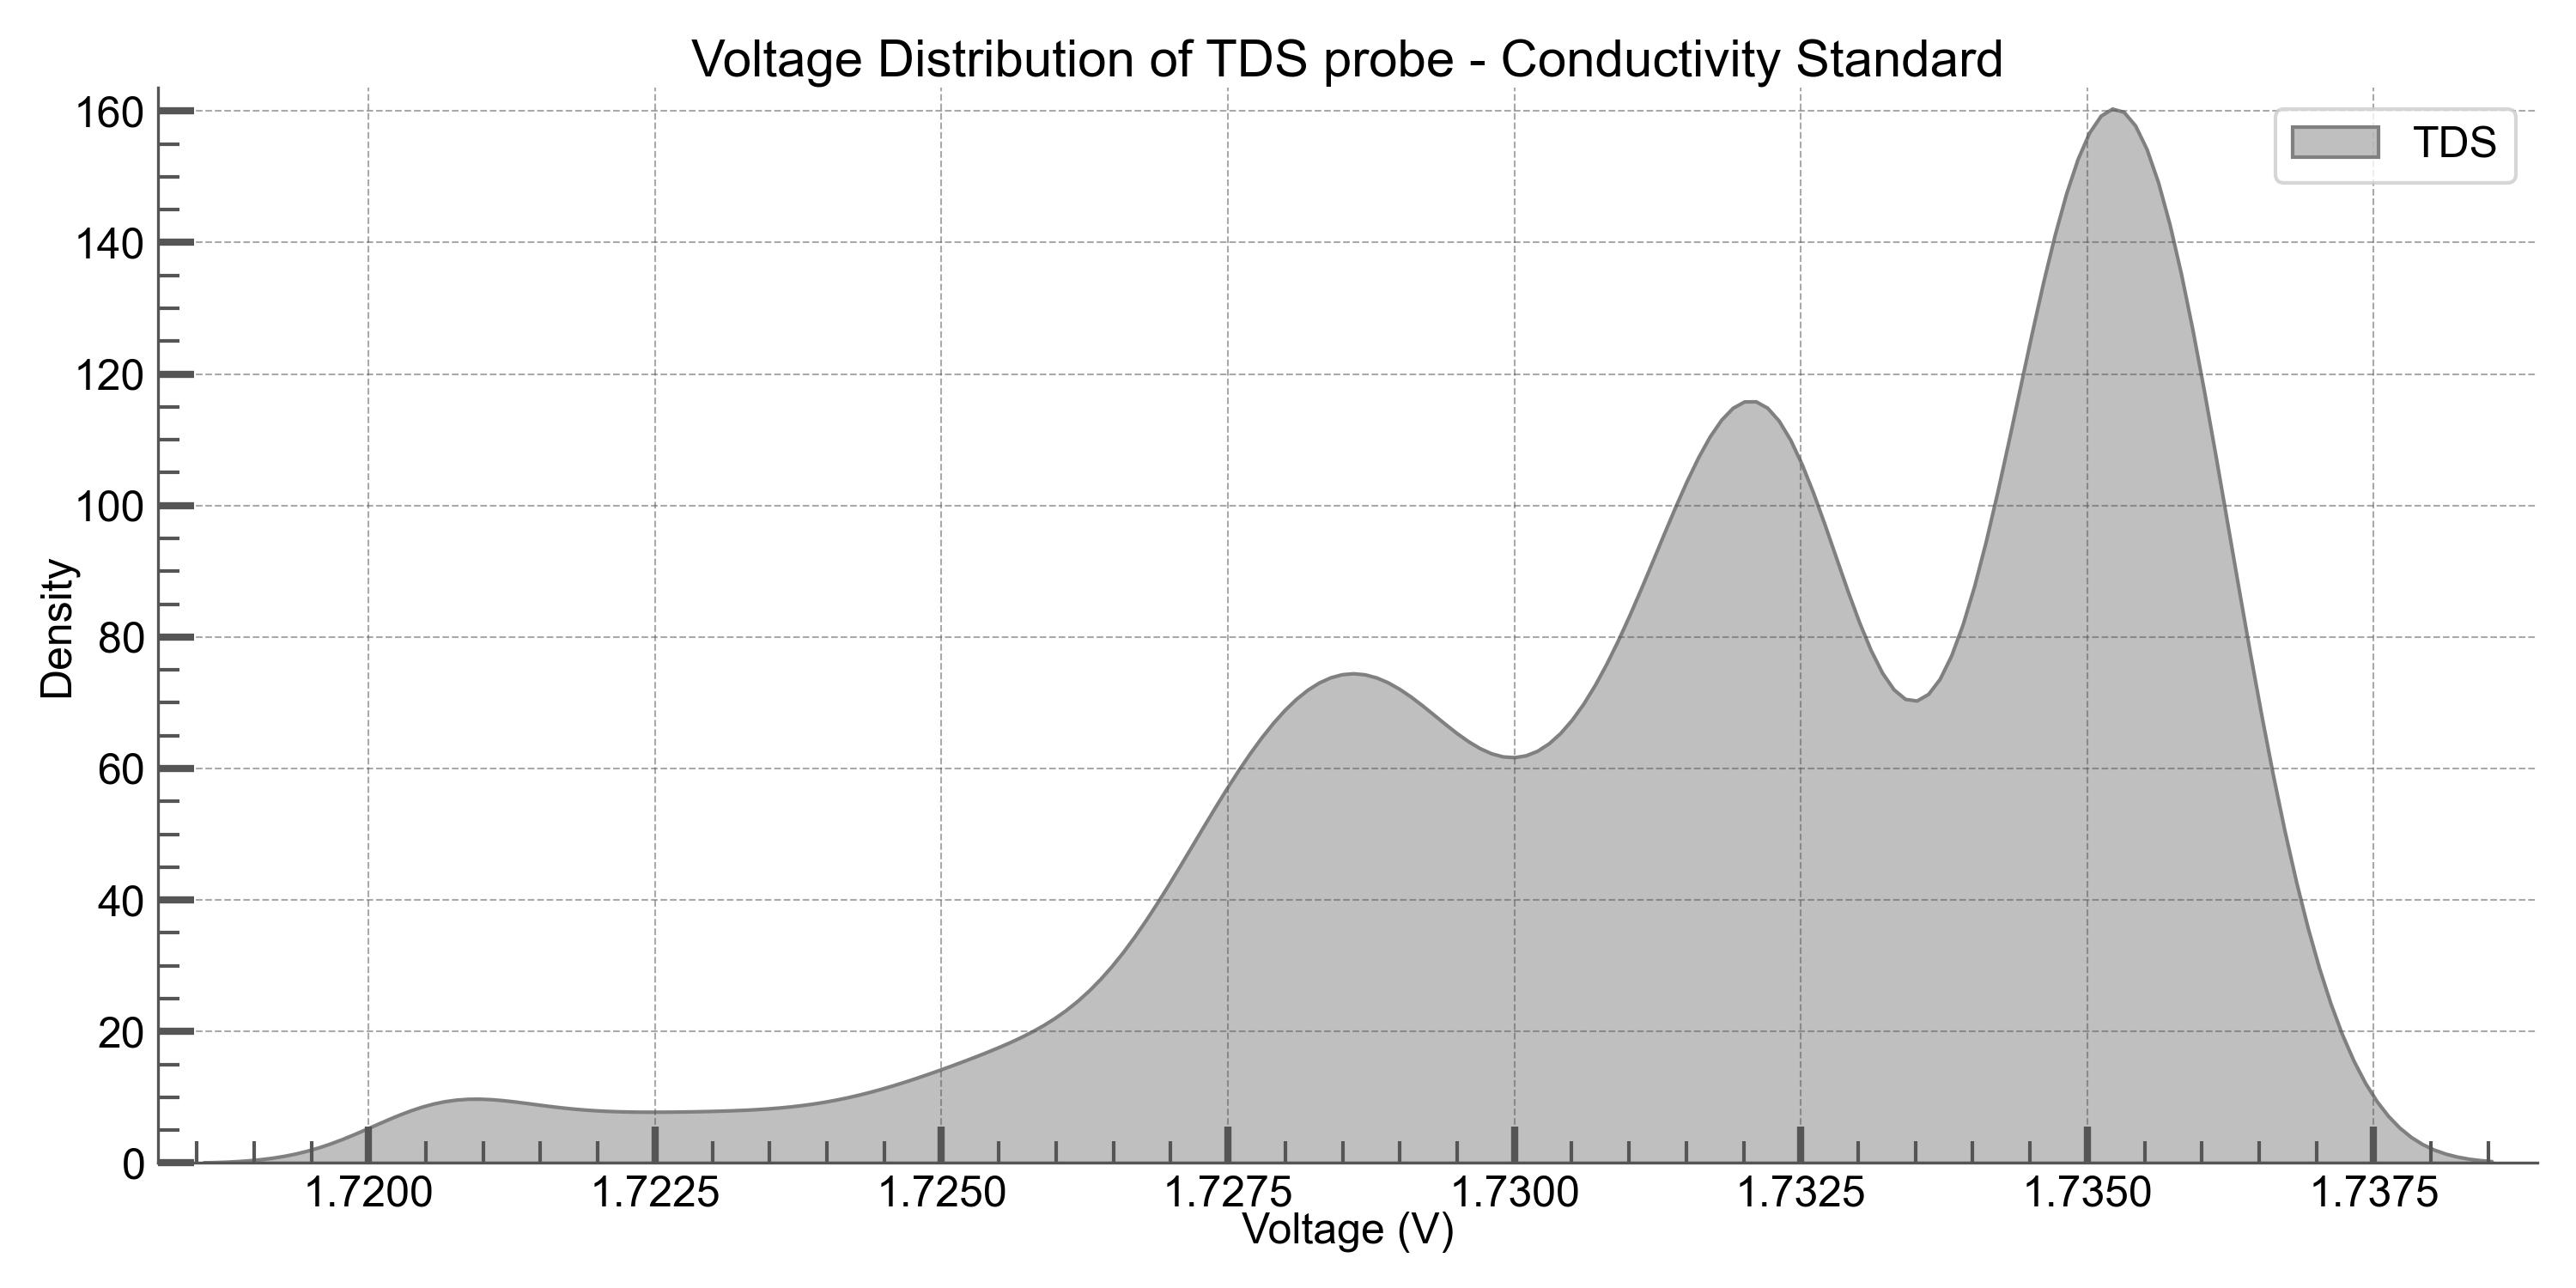 Voltage Distribution of TDS probe - Conductivity Standard
TDS
160
140
120
100
80
60
40
20
0
Density
1.7200 1.7225 1.7250 1.7275 1.7300 1.7325 1.7350 1.7375
Voltage (V)